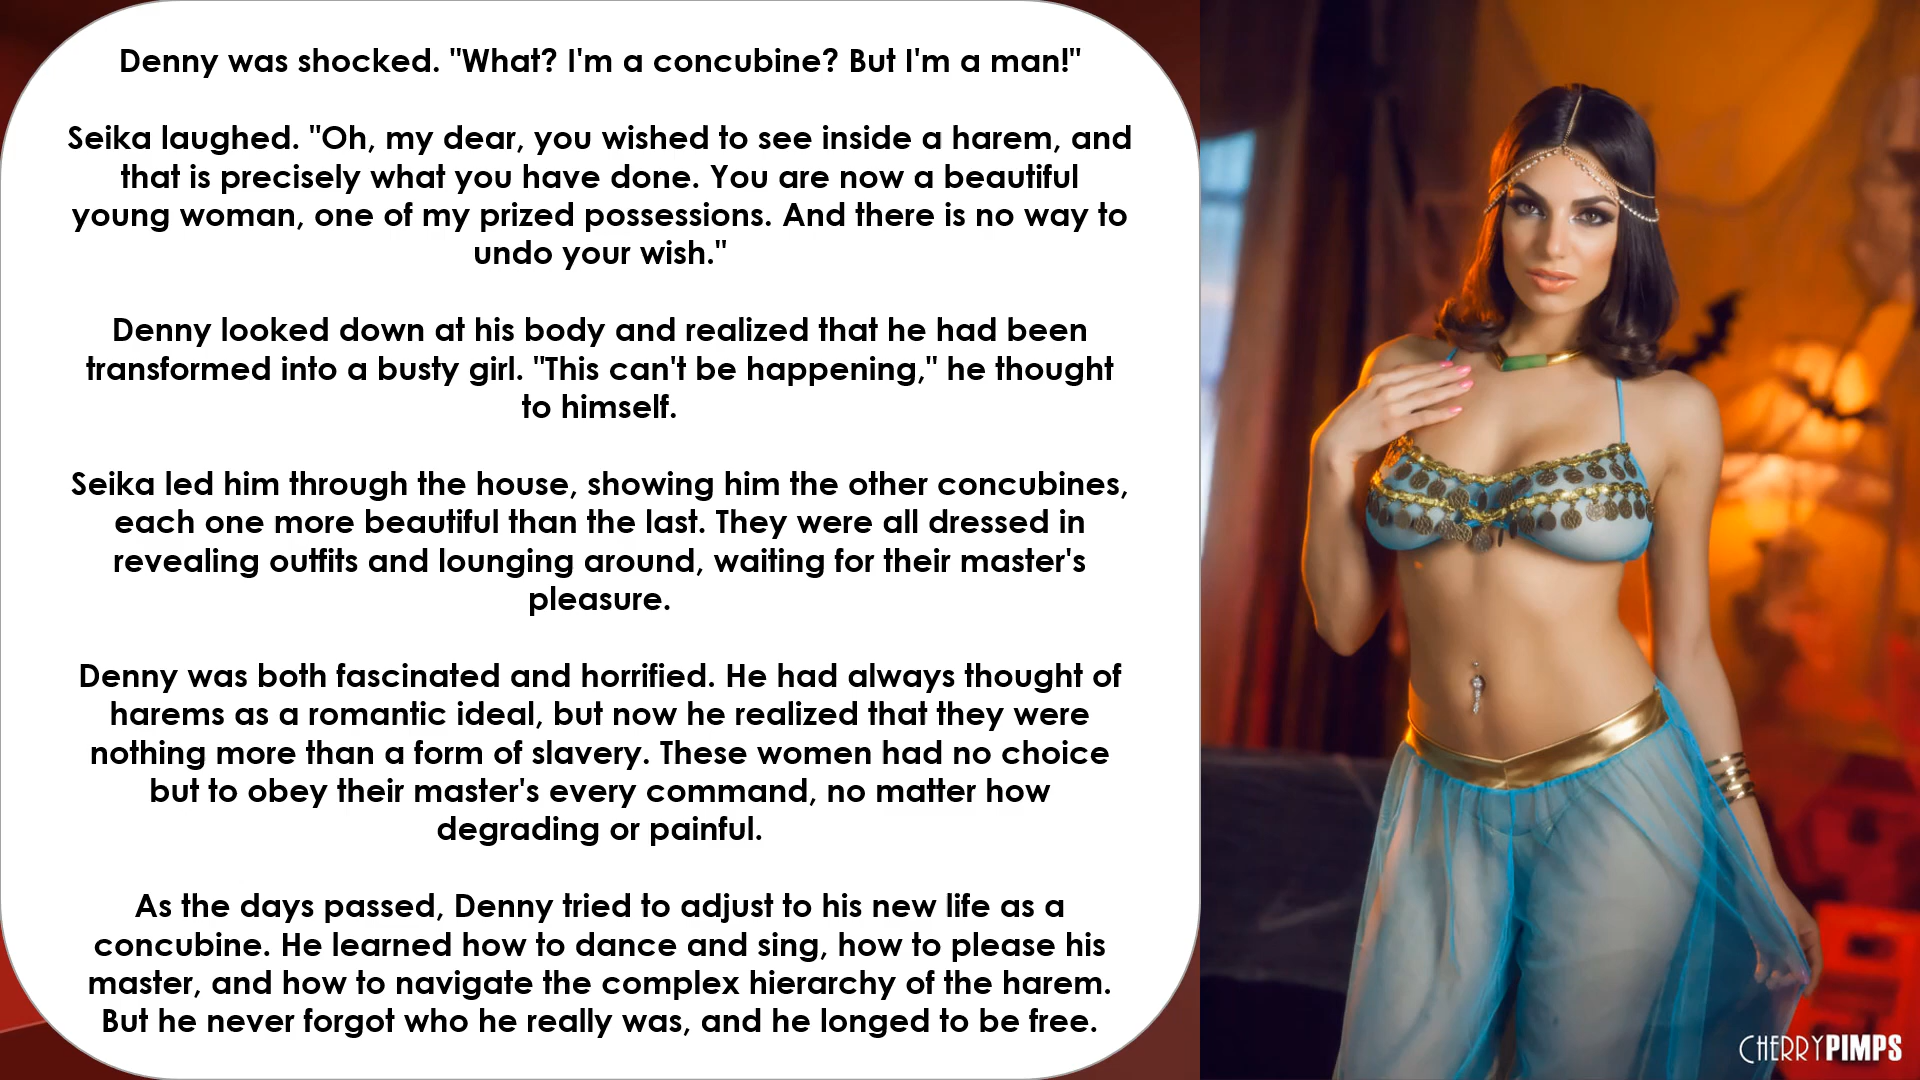 Denny was shocked. "What? I'm a concubine? But I'm a man!"
Seika laughed. "Oh, my dear, you wished to see inside a harem, and
that is precisely what you have done. You are now a beautiful
young woman, one of my prized possessions. And there is no way to
undo your wish."
Denny looked down at his body and realized that he had been
transformed into a busty girl. "This can't be happening," he thought
to himself.
Seika led him through the house, showing him the other concubines,
each one more beautiful than the last. They were all dressed in
revealing outfits and lounging around, waiting for their master's
pleasure.
Denny was both fascinated and horrified. He had always thought of
harems as a romantic ideal, but now he realized that they were
nothing more than a form of slavery. These women had no choice
but to obey their master's every command, no matter how
degrading or painful.
As the days passed, Denny tried to adjust to his new life as a
concubine. He learned how to dance and sing, how to please his
master, and how to navigate the complex hierarchy of the harem.
But he never forgot who he really was, and he longed to be free.
CHERRYPIMPS